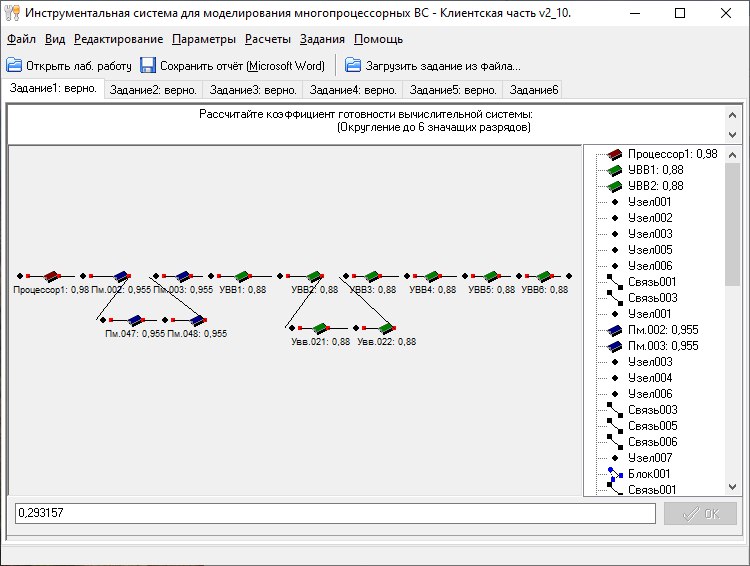 Инструментальная система для моделирования многопроцессорных ВС - Клиентская часть v2_10.
Файл Вид Редактирование Параметры Расчеты Задания Помощь
Открыть лаб. работу Сохранить отчёт (Microsoft Word) Загрузить задание из файла...
Задание1: верно. Задание2: верно. Задание3: верно. Задание4: верно. Задание5: верно. Задание6
Рассчитайте коэффициент готовности вычислительной системы:
(Округление до 6 значащих разрядов)
Процессор1: 0,98 Пм.002: 0,955 Пм.003: 0,955 УВВ1: 0,88 УВВ2: 0,88 УВВ3: 0,88 УВВ4: 0,88 УВВ5: 0,88 УВВ6: 0,88
Пм.047: 0,955 Пм.048: 0,955 Увв.021: 0,88 Увв.022: 0,88
Процессор1: 0,98
УВВ1: 0,88
УВВ2: 0,88
Узел001
Узел002
Узел003
Узел005
Узел006
Связь001
Связь003
Узел001
Пм.002: 0,955
Пм.003: 0,955
Узел003
Узел004
Узел006
Связь003
Связь005
Связь006
Узел007
Блок001
Связь001
0,293157
OK